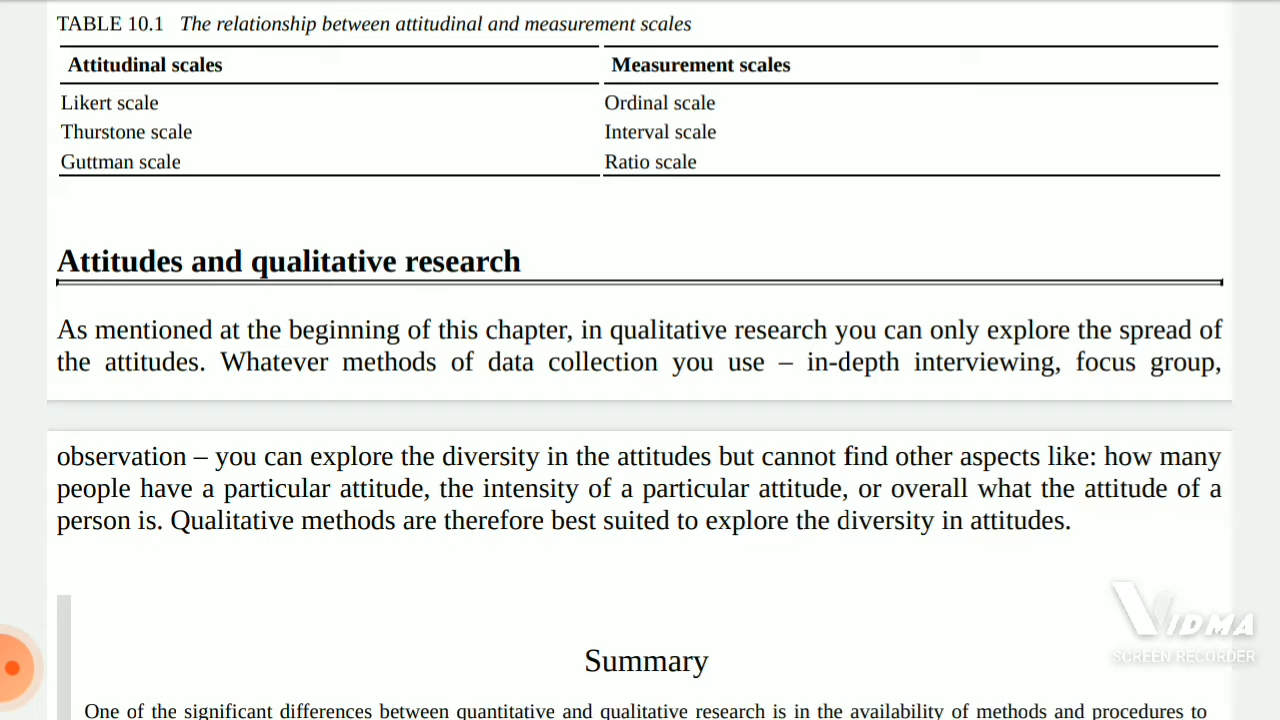 TABLE 10.1 The relationship between attitudinal and measurement scales
Attitudinal scales Measurement scales
Likert scale Ordinal scale
Thurstone scale Interval scale
Guttman scale Ratio scale
Attitudes and qualitative research
As mentioned at the beginning of this chapter, in qualitative research you can only explore the spread of
the attitudes. Whatever methods of data collection you use – in-depth interviewing, focus group,
observation – you can explore the diversity in the attitudes but cannot find other aspects like: how many
people have a particular attitude, the intensity of a particular attitude, or overall what the attitude of a
person is. Qualitative methods are therefore best suited to explore the diversity in attitudes.
VIDMA
SCREEN RECORDER
Summary
One of the significant differences between quantitative and qualitative research is in the availability of methods and procedures to